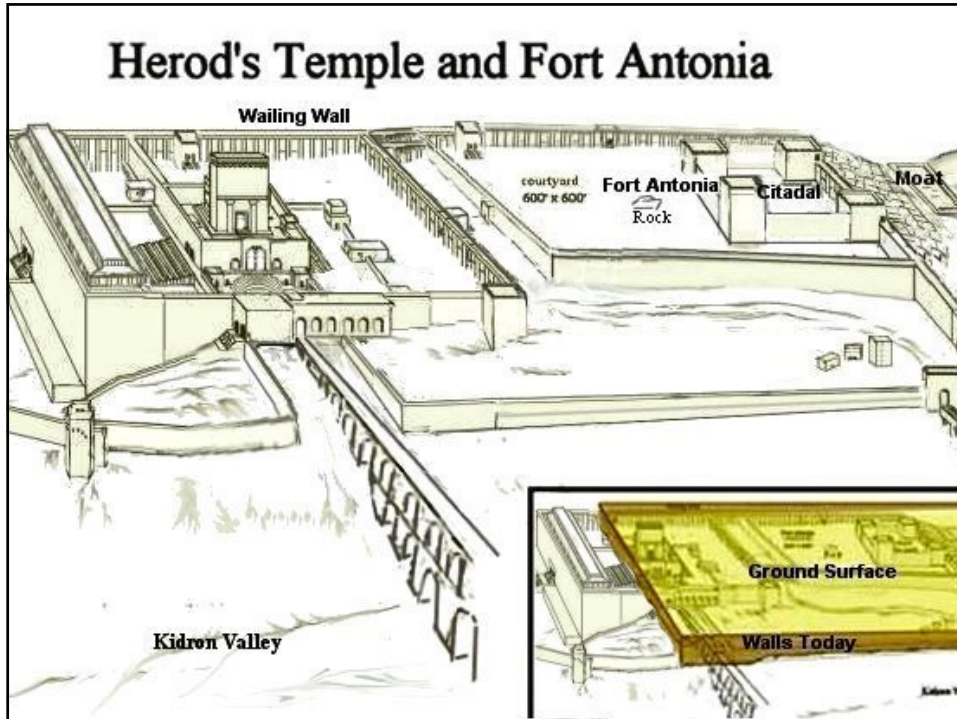 Herod's Temple and Fort Antonia
Wailing Wall
courtyard
600' x 600'
Fort Antonia
Rock
Citadal
Moat
Kidron Valley
Ground Surface
Walls Today